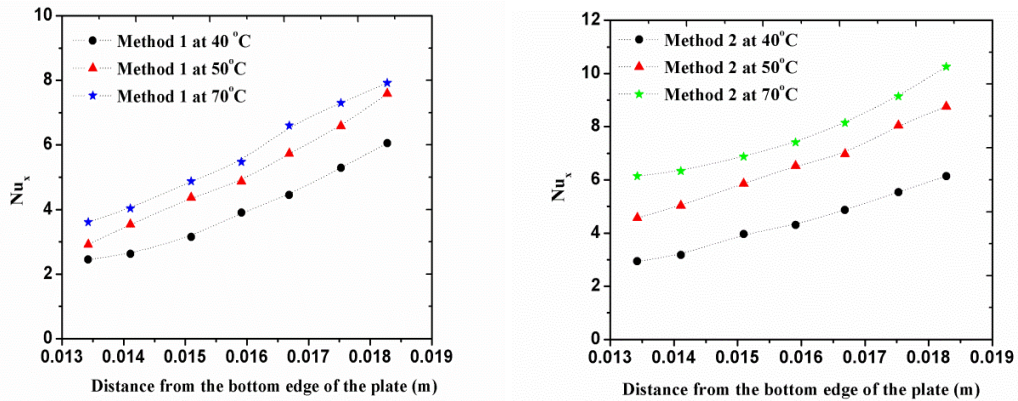 10
8
6
4
2
0
Nuₓ
Method 1 at 40 °C
Method 1 at 50°C
Method 1 at 70°C
0.013 0.014 0.015 0.016 0.017 0.018 0.019
Distance from the bottom edge of the plate (m)
12
10
8
6
4
2
0
Nuₓ
Method 2 at 40°C
Method 2 at 50°C
Method 2 at 70°C
0.013 0.014 0.015 0.016 0.017 0.018 0.019
Distance from the bottom edge of the plate (m)